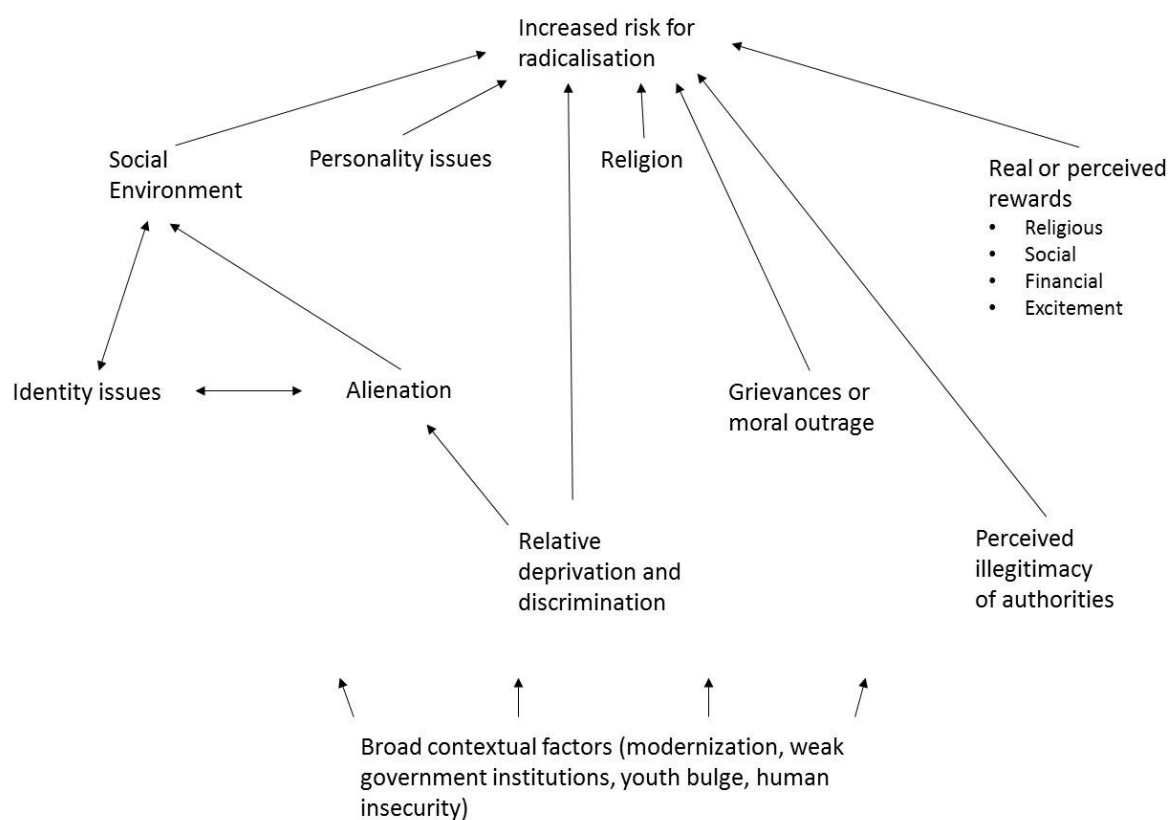 Increased risk for
radicalisation
Social
Environment
Personality issues
Religion
Real or perceived
rewards
• Religious
• Social
• Financial
• Excitement
Identity issues
Alienation
Grievances or
moral outrage
Relative
deprivation and
discrimination
Perceived
illegitimacy
of authorities
Broad contextual factors (modernization, weak
government institutions, youth bulge, human
insecurity)